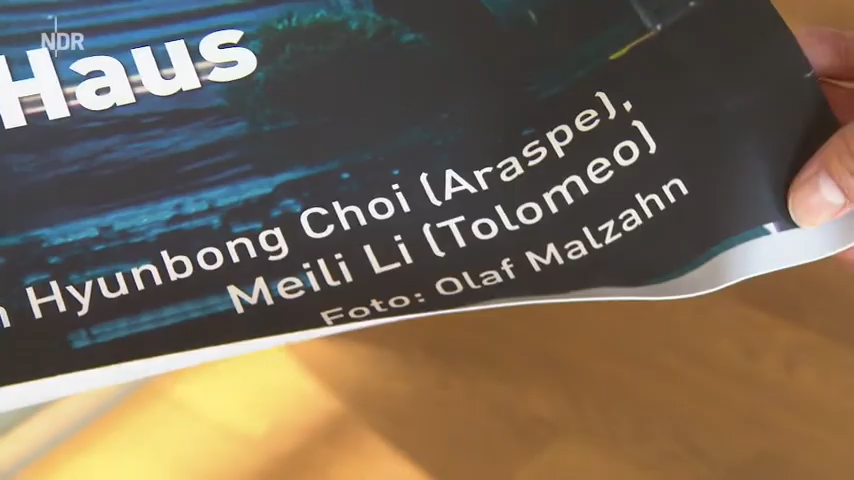 NDR
Haus
Hyunbong Choi (Araspe),
Meili Li (Tolomeo)
Foto: Olaf Malzahn